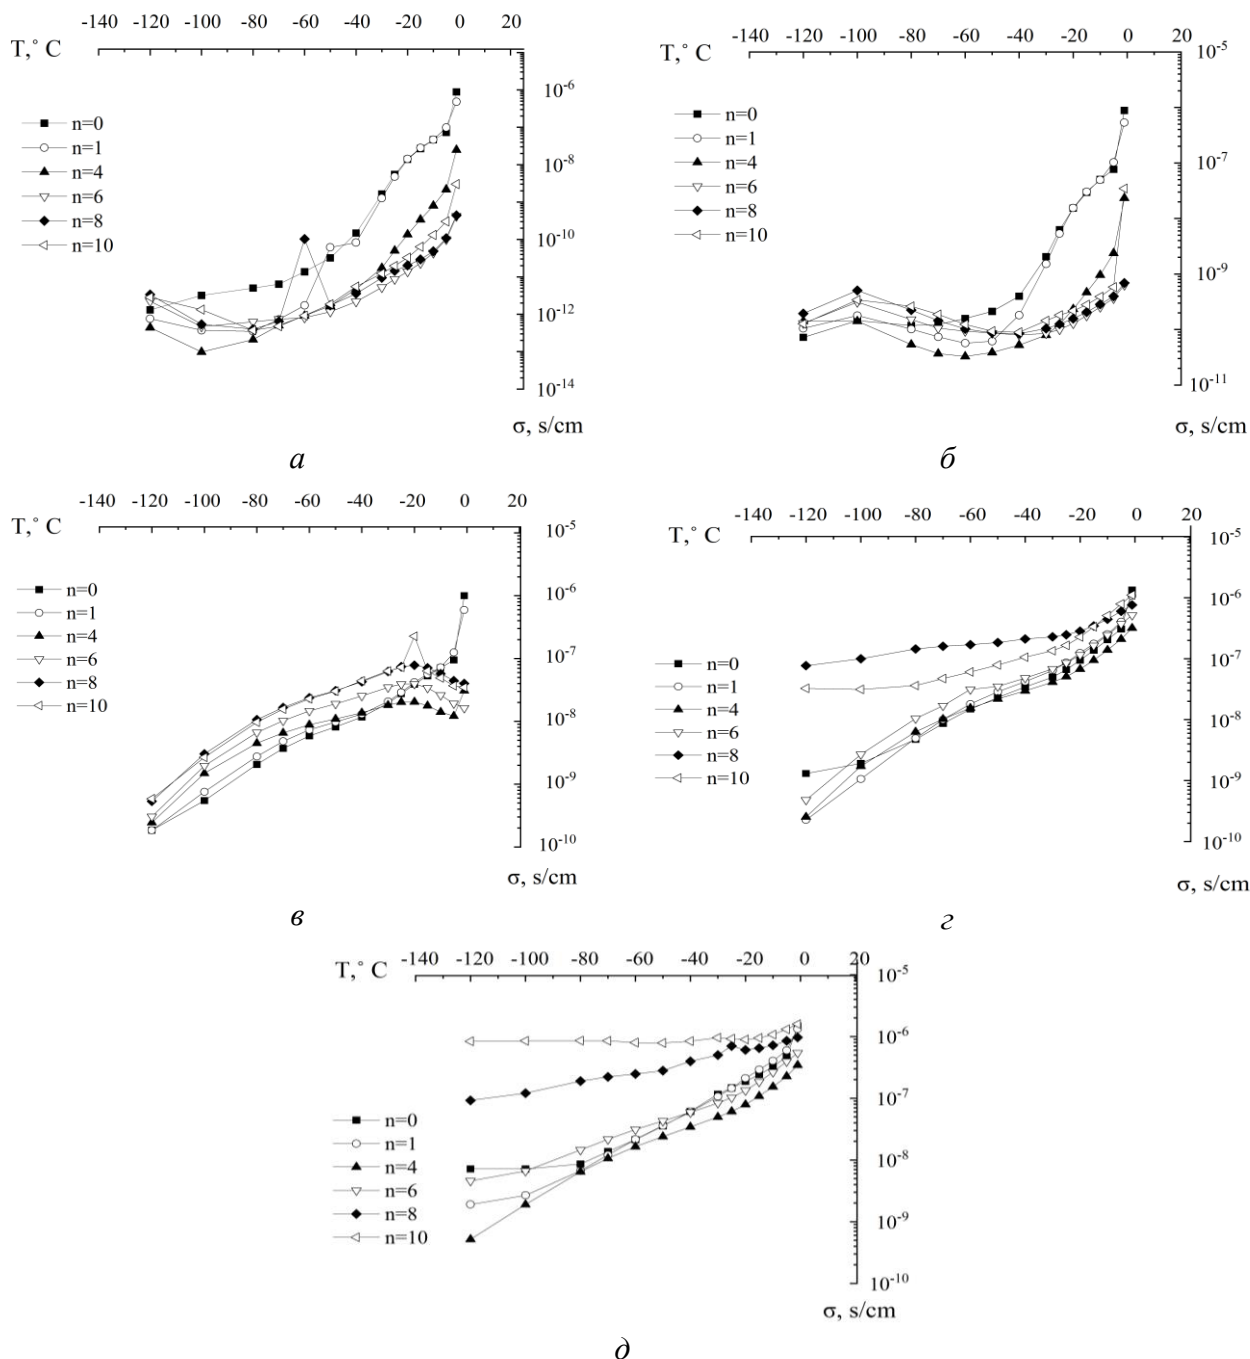 -140 -120 -100 -80 -60 -40 -20 0 20
T,° C
n=0
n=1
n=4
n=6
n=8
n=10
10⁻⁶
10⁻⁸
10⁻¹⁰
10⁻¹²
10⁻¹⁴
σ, s/cm
а
-140 -120 -100 -80 -60 -40 -20 0 20
T,° C
n=0
n=1
n=4
n=6
n=8
n=10
10⁻⁵
10⁻⁷
10⁻⁹
10⁻¹¹
σ, s/cm
б
-140 -120 -100 -80 -60 -40 -20 0 20
T,° C
n=0
n=1
n=4
n=6
n=8
n=10
10⁻⁵
10⁻⁶
10⁻⁷
10⁻⁸
10⁻⁹
10⁻¹⁰
σ, s/cm
в
-140 -120 -100 -80 -60 -40 -20 0 20
T,° C
n=0
n=1
n=4
n=6
n=8
n=10
10⁻⁵
10⁻⁶
10⁻⁷
10⁻⁸
10⁻⁹
10⁻¹⁰
σ, s/cm
г
-140 -120 -100 -80 -60 -40 -20 0 20
T,° C
n=0
n=1
n=4
n=6
n=8
n=10
10⁻⁵
10⁻⁶
10⁻⁷
10⁻⁸
10⁻⁹
10⁻¹⁰
σ, s/cm
д